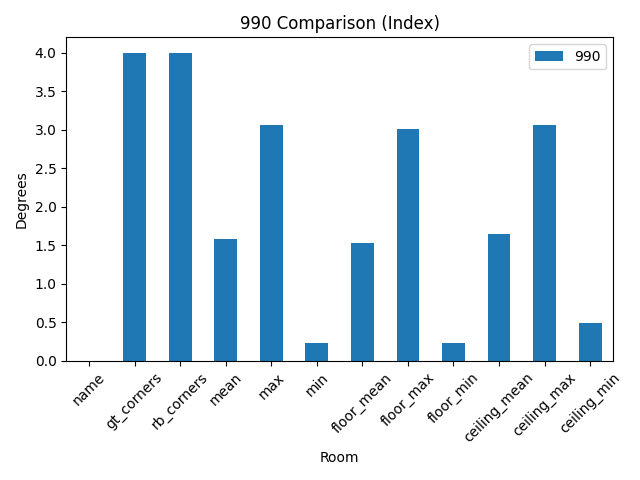 990 Comparison (Index)
990
4.0
3.5
3.0
2.5
2.0
1.5
1.0
0.5
0.0
Degrees
name
gt_corners
rb_corners
mean
max
min
floor_mean
floor_max
floor_min
ceiling_mean
ceiling_max
ceiling_min
Room